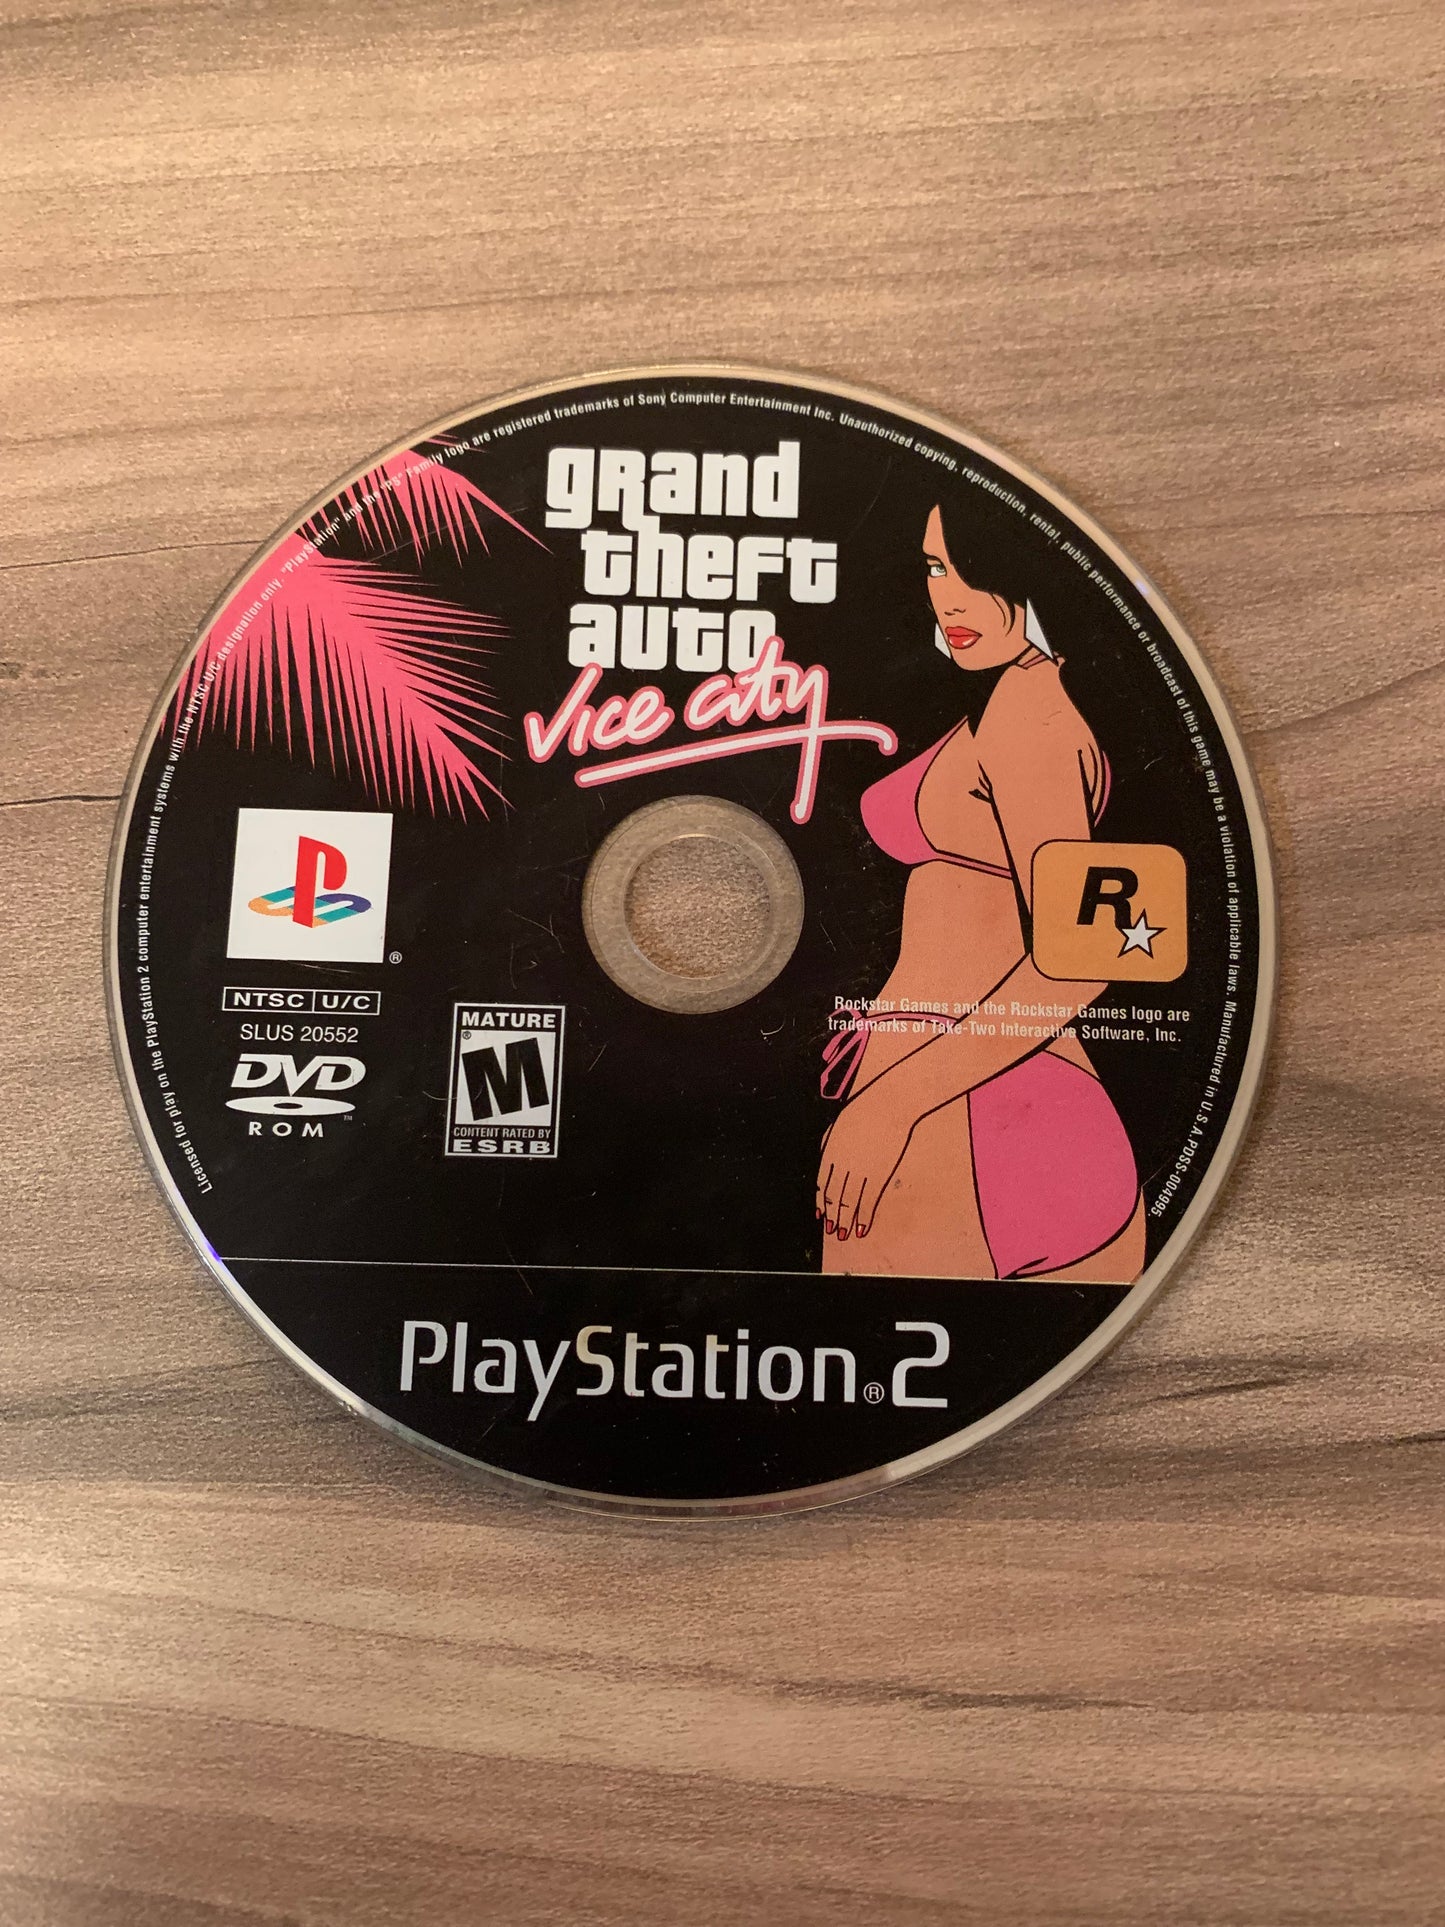 Licensed for play on the PlayStation 2 computer entertainment systems with the NTSC U/C designation only. "PlayStation" and the "PS" Family logo are registered trademarks of Sony Computer Entertainment Inc. Unauthorized copying, reproduction, rental, public performance or broadcast of this game may be a violation of applicable laws. Manufactured in U.S.A. PDSS-004995.
grand
theft
auto
Vice City
®
NTSC U/C
SLUS 20552
DVD
™
ROM
MATURE
®
M
CONTENT RATED BY
ESRB
R
Rockstar Games and the Rockstar Games logo are
trademarks of Take-Two Interactive Software, Inc.
PlayStation®2